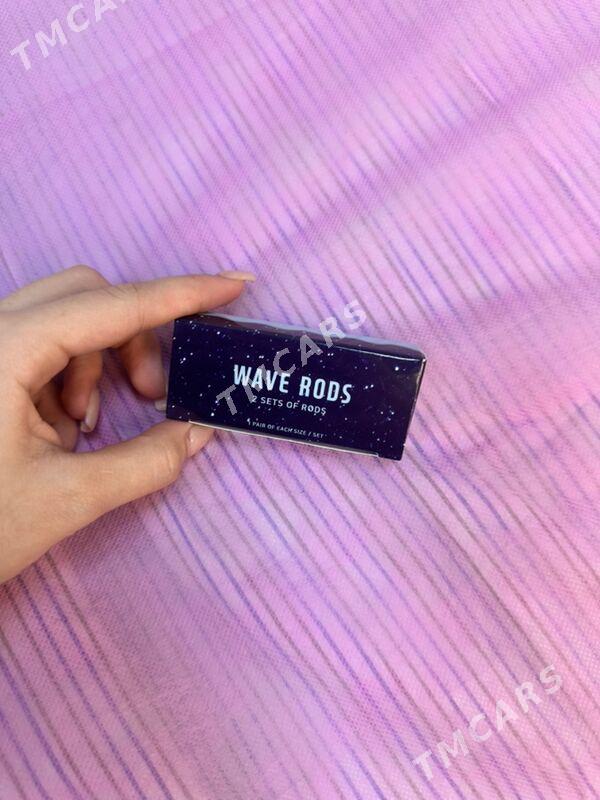 TMCARS
TMCARS
WAVE RODS
2 SETS OF RODS
1 PAIR OF EACH SIZE / SET
TMCARS